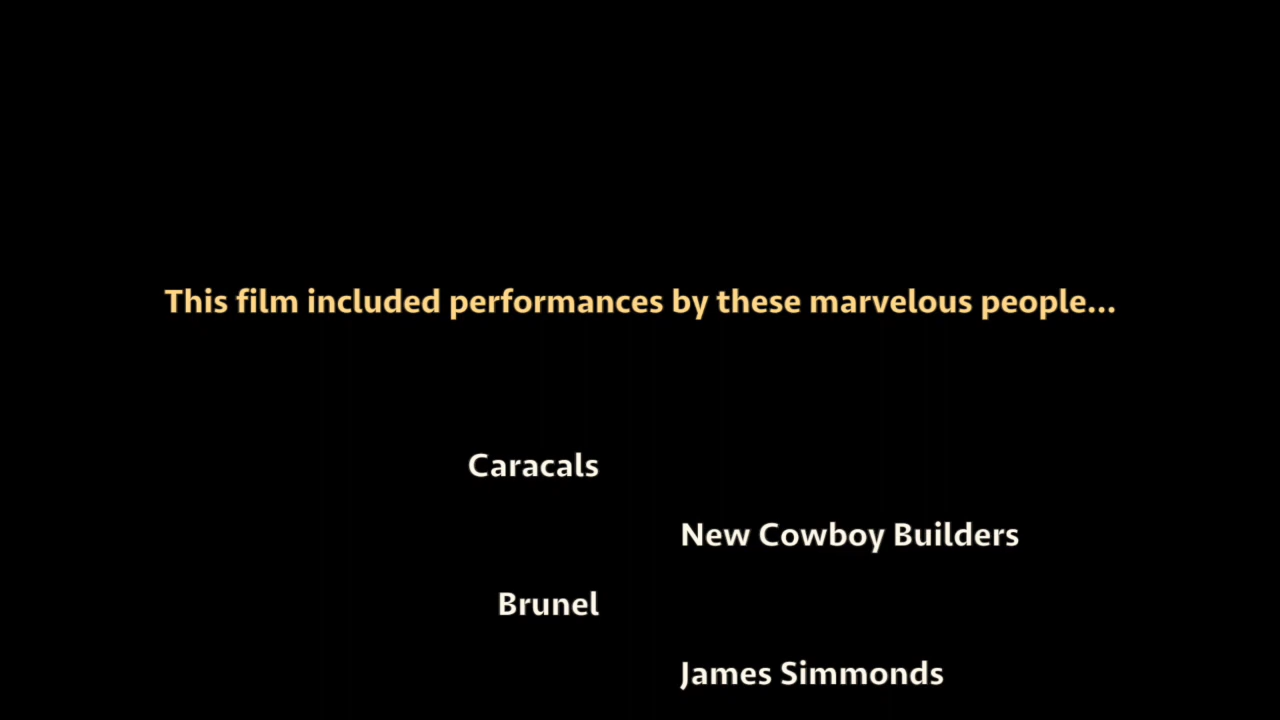 This film included performances by these marvelous people...
Caracals
New Cowboy Builders
Brunel
James Simmonds